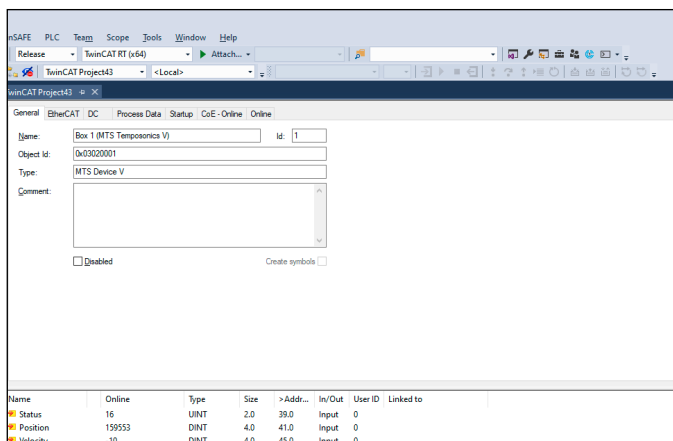 nSAFE PLC Team Scope Tools Window Help
Release TwinCAT RT (x64) Attach...
TwinCAT Project43 <Local>
TwinCAT Project43
General EtherCAT DC Process Data Startup CoE - Online Online
Name: Box 1 (MTS Temposonics V) Id: 1
Object Id: 0x03020001
Type: MTS Device V
Comment:
Disabled Create symbols
Name Online Type Size >Addr... In/Out User ID Linked to
Status 16 UINT 2.0 39.0 Input 0
Position 159553 DINT 4.0 41.0 Input 0
Velocity -10 DINT 4.0 45.0 Input 0